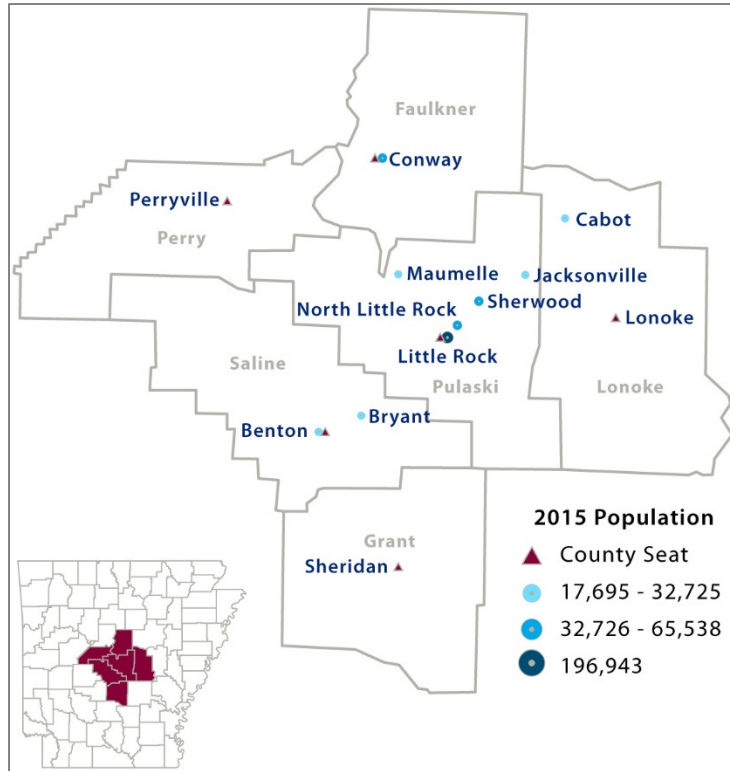 Faulkner
Conway
Perryville
Perry
Cabot
Maumelle
Jacksonville
Sherwood
North Little Rock
Lonoke
Little Rock
Saline
Pulaski
Lonoke
Bryant
Benton
Grant
Sheridan
2015 Population
County Seat
17,695 - 32,725
32,726 - 65,538
196,943